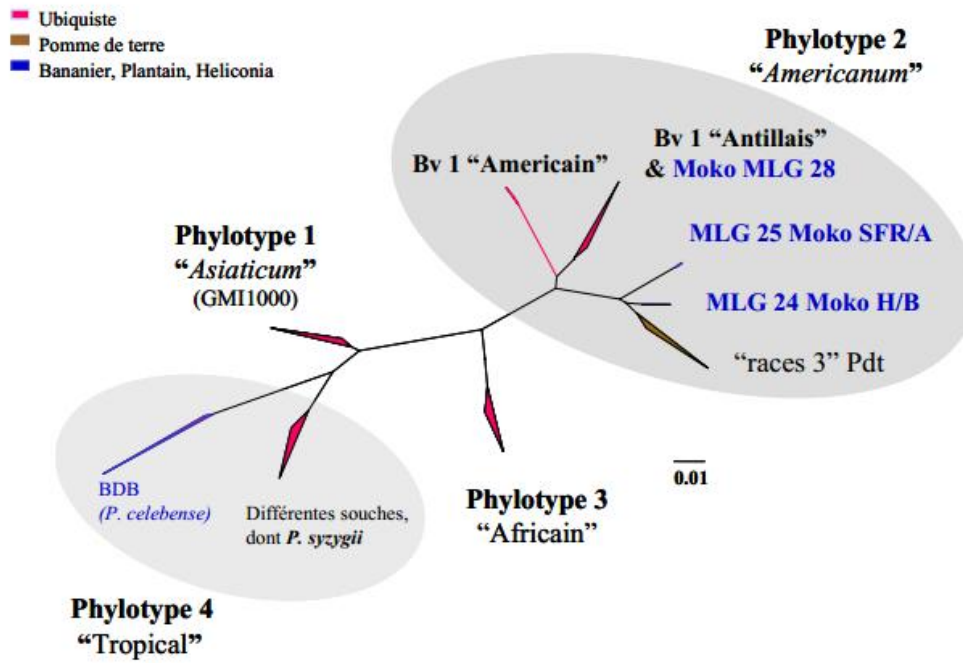 Ubiquiste
Pomme de terre
Bananier, Plantain, Heliconia
Phylotype 2
“Americanum”
Bv 1 “Antillais”
& Moko MLG 28
Bv 1 “Americain”
MLG 25 Moko SFR/A
Phylotype 1
“Asiaticum”
(GMI1000)
MLG 24 Moko H/B
“races 3” Pdt
0.01
BDB
(P. celebense)
Différentes souches,
dont P. syzygii
Phylotype 3
“Africain”
Phylotype 4
“Tropical”